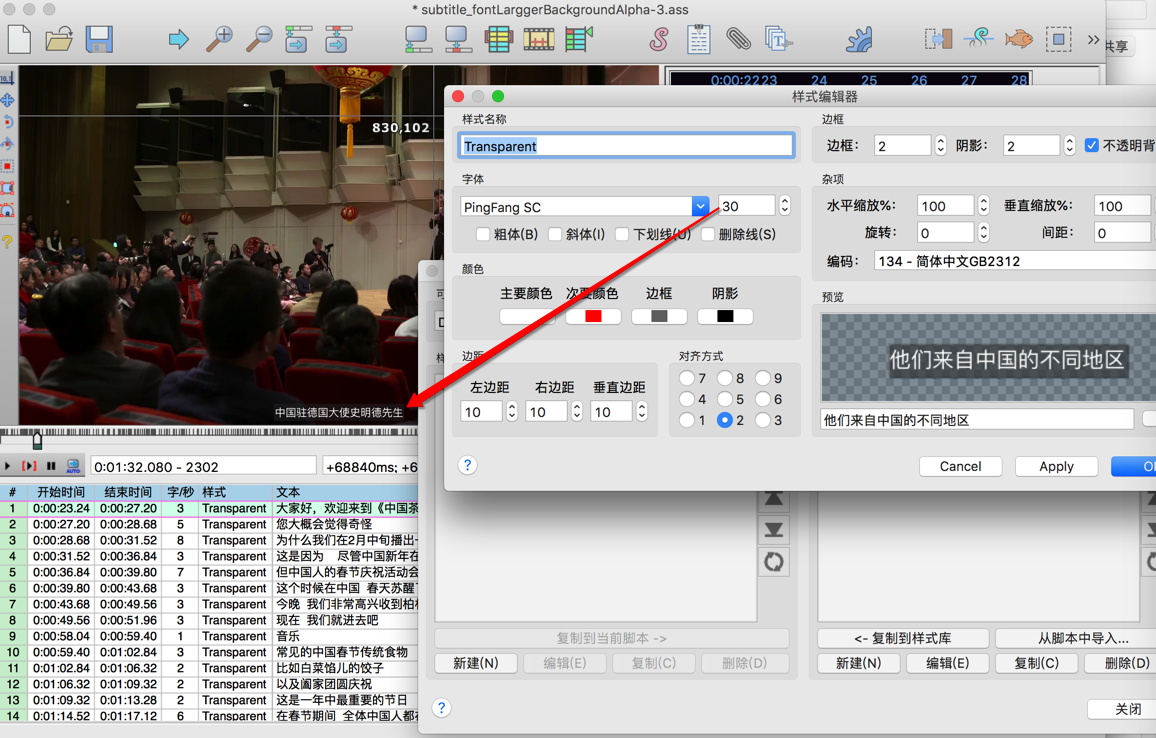 * subtitle_fontLarggerBackgroundAlpha-3.ass
共享
0:00:22 23 24 25 26 27 28
830,102
中国驻德国大使史明德先生
样式编辑器
样式名称
Transparent
字体
PingFang SC
30
粗体(B) 斜体(I) 下划线(U) 删除线(S)
颜色
主要颜色 次要颜色 边框 阴影
边距
左边距 右边距 垂直边距
10 10 10
对齐方式
7 8 9
4 5 6
1 2 3
边框
边框: 2 阴影: 2 不透明背
杂项
水平缩放%: 100 垂直缩放%: 100
旋转: 0 间距: 0
编码: 134 - 简体中文GB2312
预览
他们来自中国的不同地区
他们来自中国的不同地区
? Cancel Apply
0:01:32.080 - 2302 +68840ms; +6
# 开始时间 结束时间 字/秒 样式 文本
1 0:00:23.24 0:00:27.20 3 Transparent 大家好，欢迎来到《中国茶
2 0:00:27.20 0:00:28.68 5 Transparent 您大概会觉得奇怪
3 0:00:28.68 0:00:31.52 8 Transparent 为什么我们在2月中旬播出
4 0:00:31.52 0:00:36.84 3 Transparent 这是因为 尽管中国新年在
5 0:00:36.84 0:00:39.80 7 Transparent 但中国人的春节庆祝活动会
6 0:00:39.80 0:00:43.68 3 Transparent 这个时候在中国 春天苏醒
7 0:00:43.68 0:00:49.56 3 Transparent 今晚 我们非常高兴收到柏林
8 0:00:49.56 0:00:51.96 3 Transparent 现在 我们就进去吧
9 0:00:58.04 0:00:59.40 1 Transparent 音乐
10 0:00:59.40 0:01:02.84 3 Transparent 常见的中国春节传统食物
11 0:01:02.84 0:01:06.32 2 Transparent 比如白菜馅儿的饺子
12 0:01:06.32 0:01:09.32 2 Transparent 以及阖家团圆庆祝
13 0:01:09.32 0:01:13.28 2 Transparent 这是一年中最重要的节日
14 0:01:14.52 0:01:17.12 6 Transparent 在春节期间 全体中国人都
复制到当前脚本 ->
新建(N) 编辑(E) 复制(C) 删除(D)
<- 复制到样式库 从脚本中导入...
新建(N) 编辑(E) 复制(C) 删除(D)
? 关闭